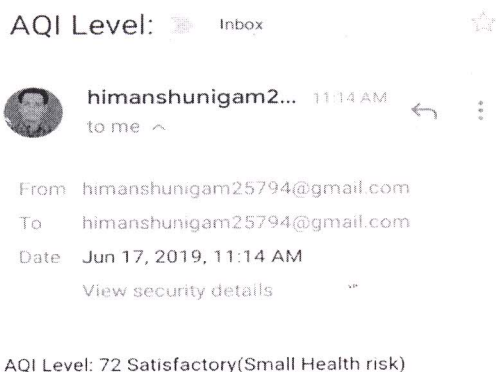 AQI Level: Inbox
himanshunigam2... 11:14 AM
to me
From himanshunigam25794@gmail.com
To himanshunigam25794@gmail.com
Date Jun 17, 2019, 11:14 AM
View security details
AQI Level: 72 Satisfactory(Small Health risk)